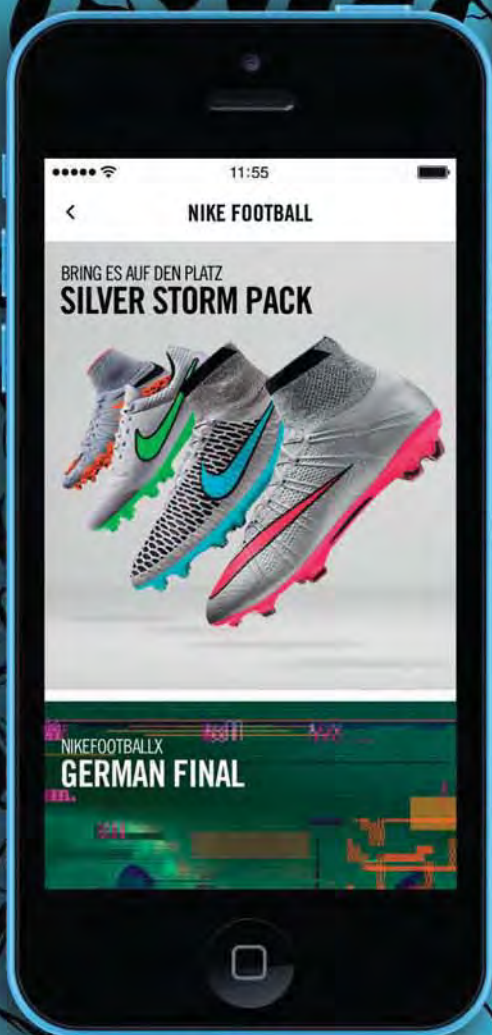 11:55
NIKE FOOTBALL
BRING ES AUF DEN PLATZ
SILVER STORM PACK
NIKEFOOTBALLX
GERMAN FINAL